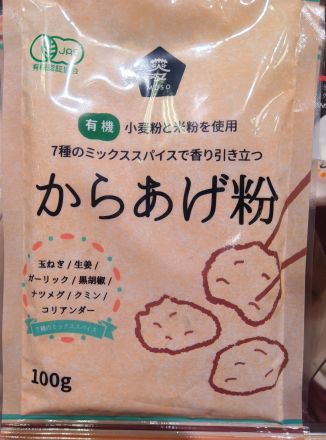 JAS
MUSO
有機 小麦粉と米粉を使用
7種のミックススパイスで香り引き立つ
からあげ粉
玉ねぎ/生姜/
ガーリック/黒胡椒/
ナツメグ/クミン/
コリアンダー
7種のミックススパイス
100g